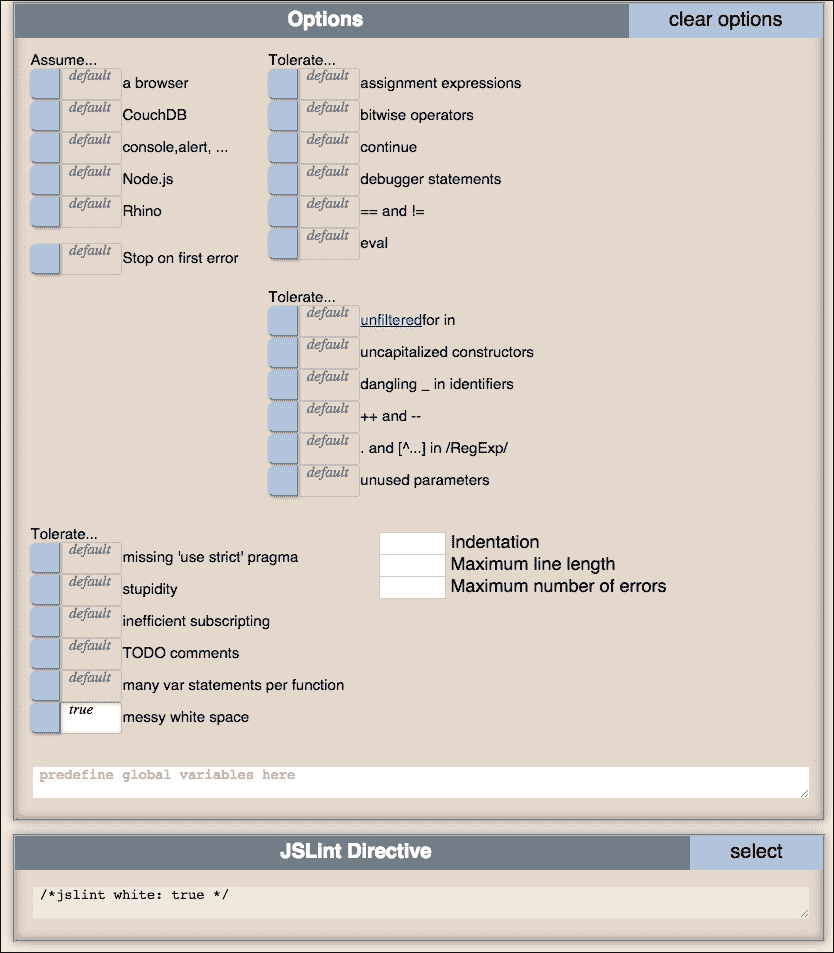 Options
clear options
Assume...
default a browser
default CouchDB
default console,alert, ...
default Node.js
default Rhino
default Stop on first error
Tolerate...
default assignment expressions
default bitwise operators
default continue
default debugger statements
default == and !=
default eval
Tolerate...
default unfilteredfor in
default uncapitalized constructors
default dangling _ in identifiers
default ++ and --
default . and [^...] in /RegExp/
default unused parameters
Tolerate...
default missing 'use strict' pragma
default stupidity
default inefficient subscripting
default TODO comments
default many var statements per function
true messy white space
Indentation
Maximum line length
Maximum number of errors
predefine global variables here
JSLint Directive
select
/*jslint white: true */